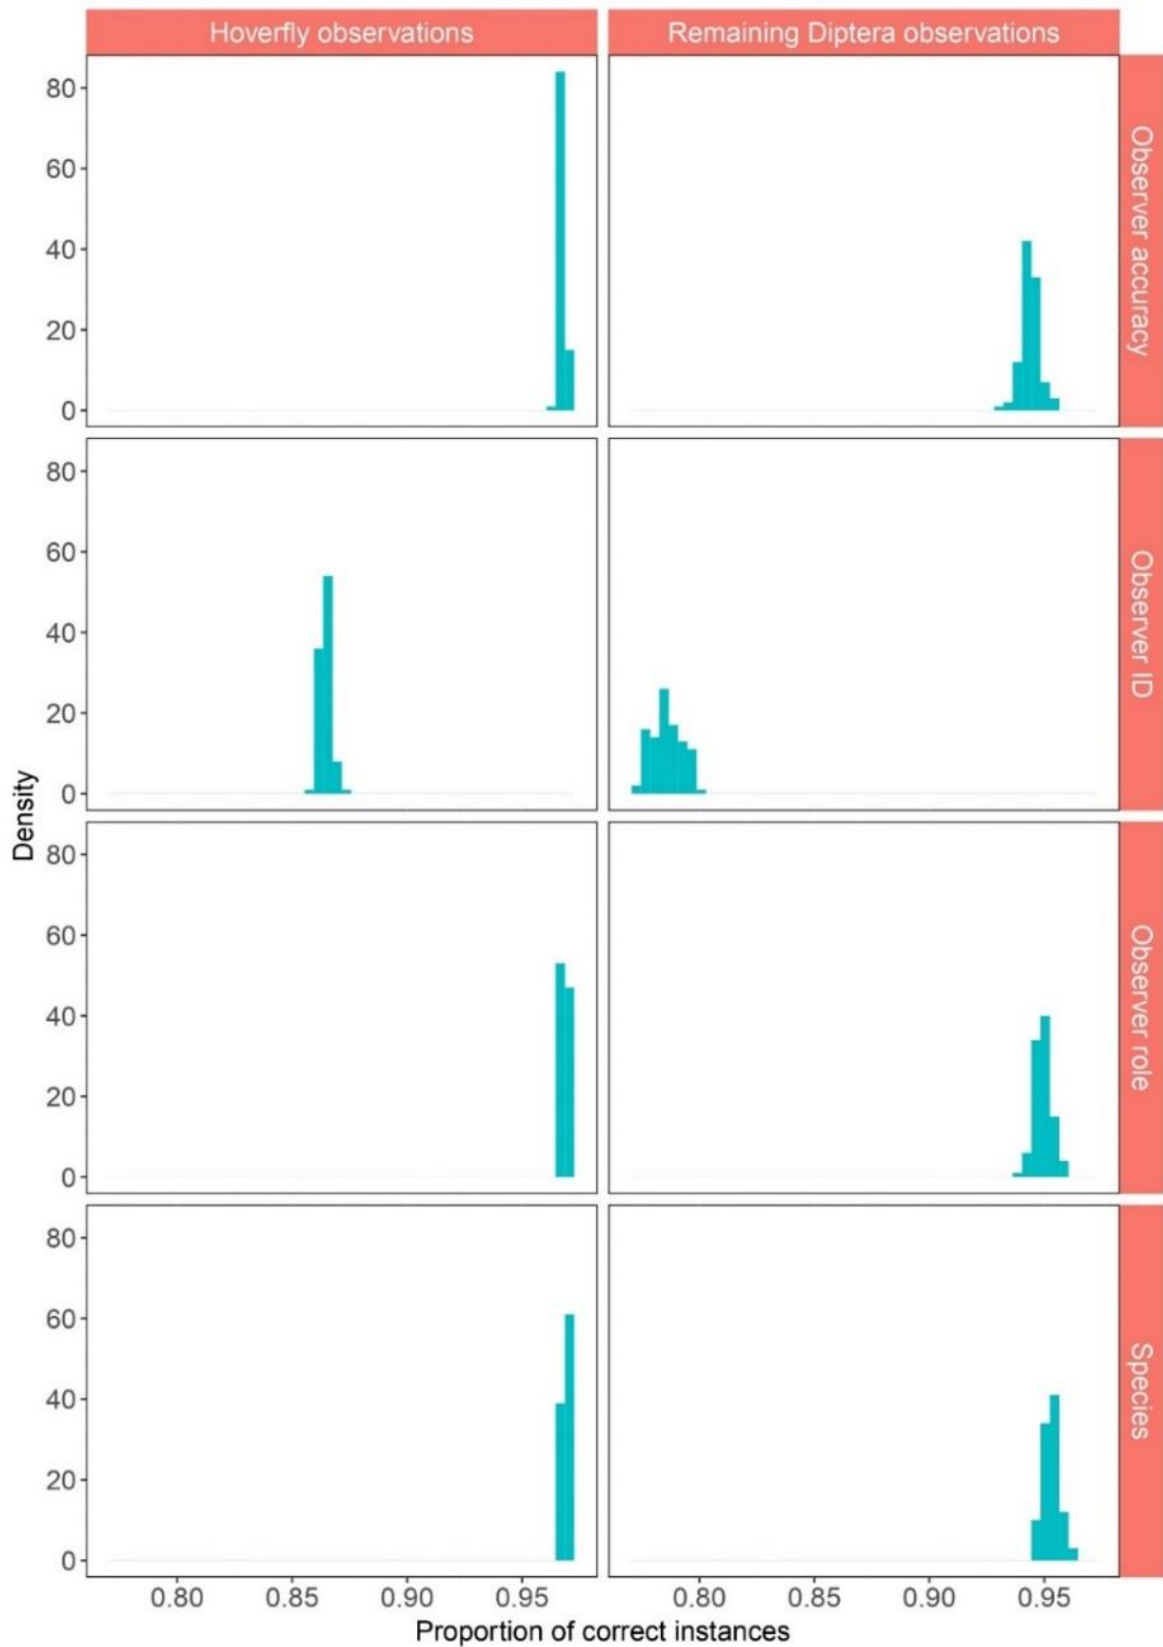 Hoverfly observations
Remaining Diptera observations
80
60
40
20
0
Observer accuracy
80
60
40
20
0
Observer ID
Density
80
60
40
20
0
Observer role
80
60
40
20
0
Species
0.80 0.85 0.90 0.95
0.80 0.85 0.90 0.95
Proportion of correct instances